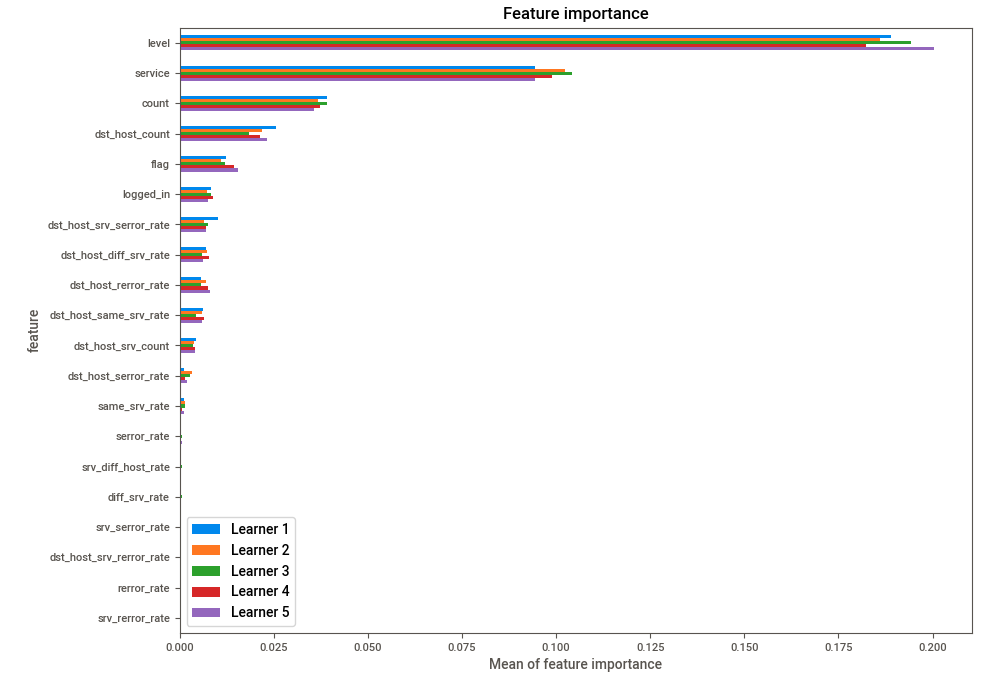 Feature importance
level
service
count
dst_host_count
flag
logged_in
dst_host_srv_serror_rate
dst_host_diff_srv_rate
dst_host_rerror_rate
dst_host_same_srv_rate
dst_host_srv_count
dst_host_serror_rate
same_srv_rate
serror_rate
srv_diff_host_rate
diff_srv_rate
srv_serror_rate
dst_host_srv_rerror_rate
rerror_rate
srv_rerror_rate
feature
Learner 1
Learner 2
Learner 3
Learner 4
Learner 5
0.000 0.025 0.050 0.075 0.100 0.125 0.150 0.175 0.200
Mean of feature importance